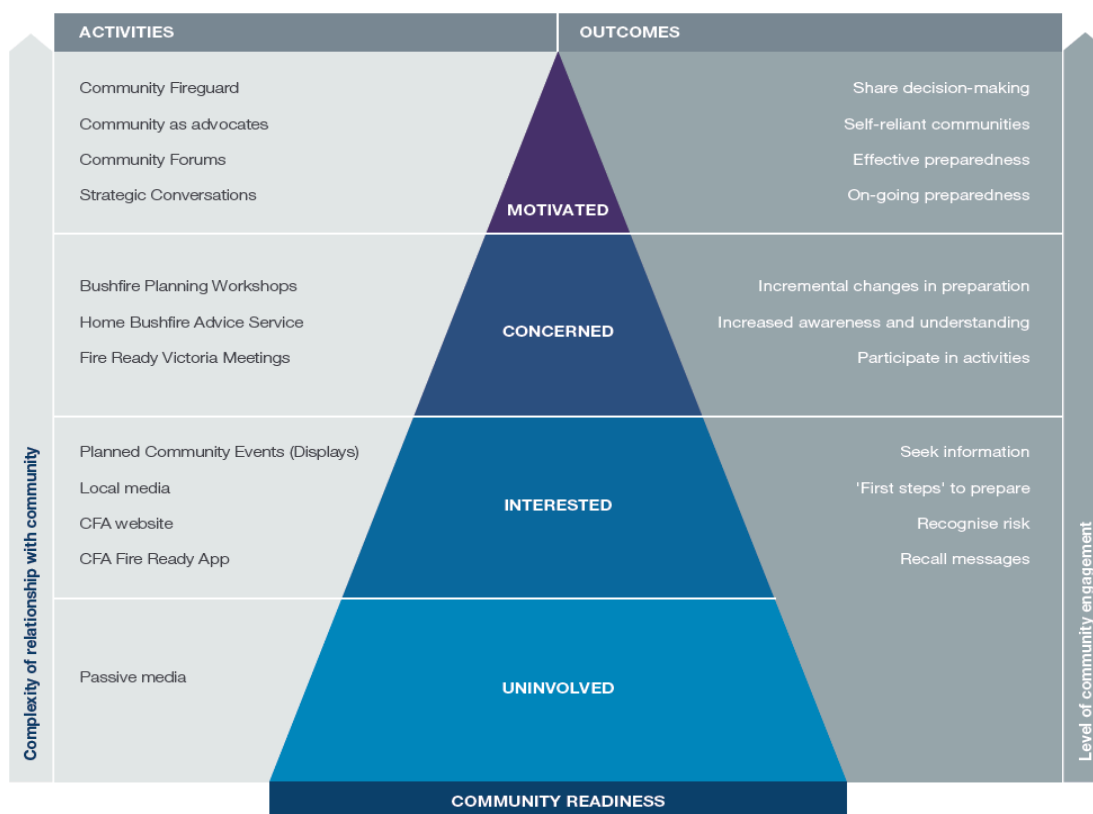 ACTIVITIES
OUTCOMES
Community Fireguard
Community as advocates
Community Forums
Strategic Conversations
MOTIVATED
Share decision-making
Self-reliant communities
Effective preparedness
On-going preparedness
Bushfire Planning Workshops
Home Bushfire Advice Service
Fire Ready Victoria Meetings
CONCERNED
Incremental changes in preparation
Increased awareness and understanding
Participate in activities
Planned Community Events (Displays)
Local media
CFA website
CFA Fire Ready App
INTERESTED
Seek information
'First steps' to prepare
Recognise risk
Recall messages
Passive media
UNINVOLVED
COMMUNITY READINESS
Complexity of relationship with community
Level of community engagement